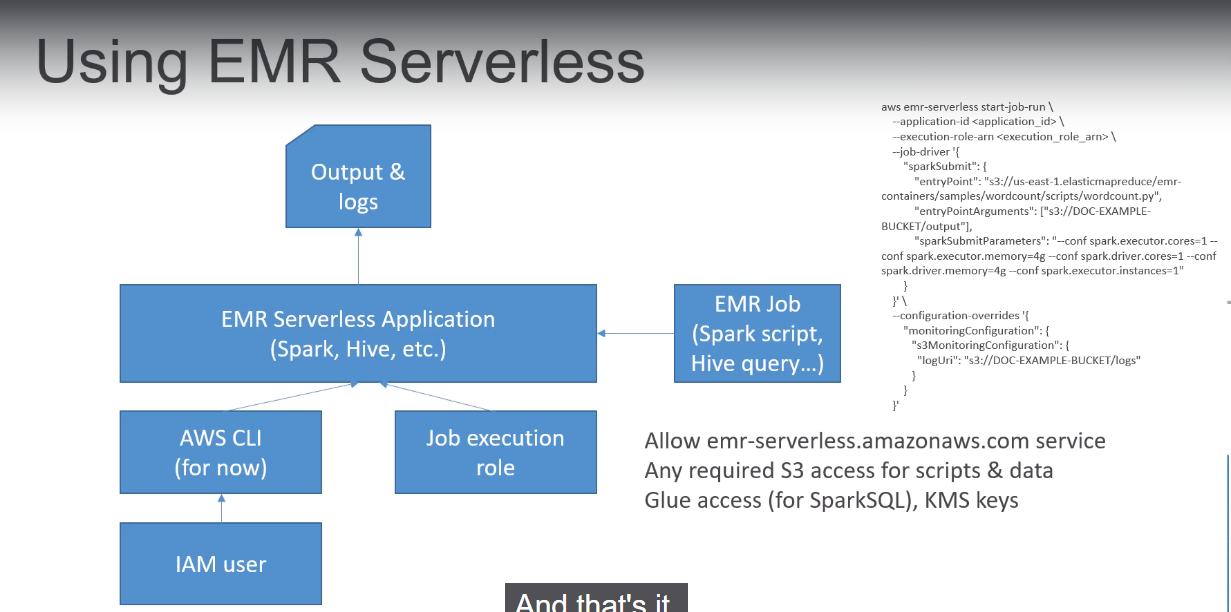 Using EMR Serverless
Output &
logs
EMR Serverless Application
(Spark, Hive, etc.)
EMR Job
(Spark script,
Hive query...)
AWS CLI
(for now)
Job execution
role
IAM user
aws emr-serverless start-job-run \
--application-id <application_id> \
--execution-role-arn <execution_role_arn> \
--job-driver '{
"sparkSubmit": {
"entryPoint": "s3://us-east-1.elasticmapreduce/emr-
containers/samples/wordcount/scripts/wordcount.py",
"entryPointArguments": ["s3://DOC-EXAMPLE-
BUCKET/output"],
"sparkSubmitParameters": "--conf spark.executor.cores=1 --
conf spark.executor.memory=4g --conf spark.driver.cores=1 --conf
spark.driver.memory=4g --conf spark.executor.instances=1"
}
}' \
--configuration-overrides '{
"monitoringConfiguration": {
"s3MonitoringConfiguration": {
"logUri": "s3://DOC-EXAMPLE-BUCKET/logs"
}
}
}'
Allow emr-serverless.amazonaws.com service
Any required S3 access for scripts & data
Glue access (for SparkSQL), KMS keys
And that's it